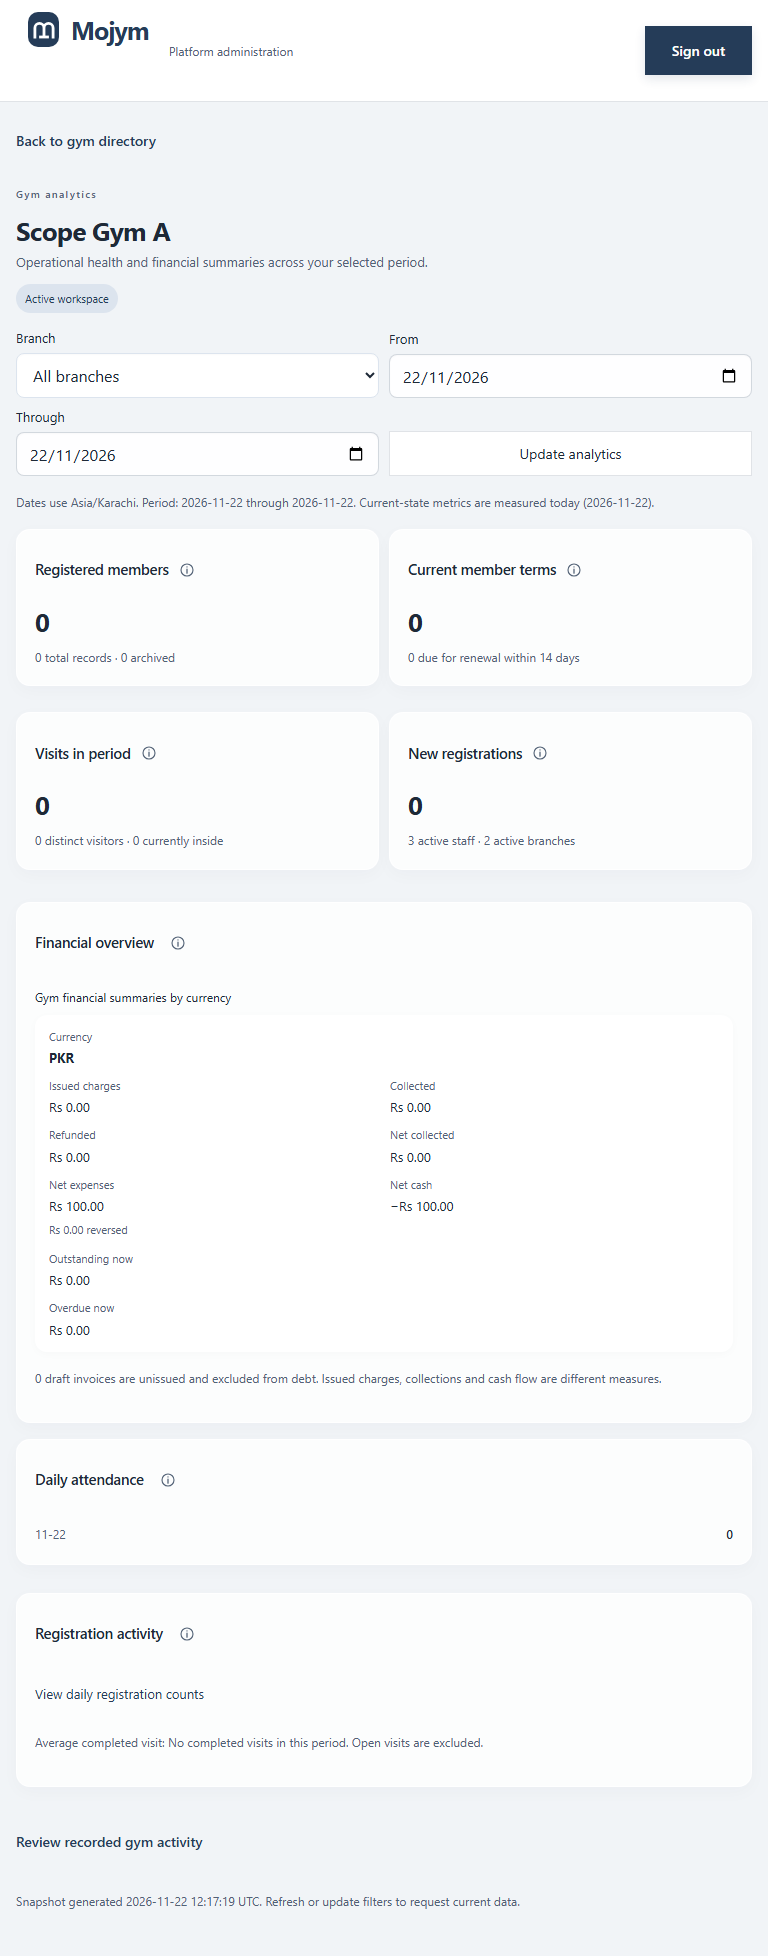 Mojym
Platform administration
Sign out
Back to gym directory
Gym analytics
Scope Gym A
Operational health and financial summaries across your selected period.
Active workspace
Branch
From
All branches
22/11/2026
Through
22/11/2026
Update analytics
Dates use Asia/Karachi. Period: 2026-11-22 through 2026-11-22. Current-state metrics are measured today (2026-11-22).
Registered members
0
0 total records · 0 archived
Current member terms
0
0 due for renewal within 14 days
Visits in period
0
0 distinct visitors · 0 currently inside
New registrations
0
3 active staff · 2 active branches
Financial overview
Gym financial summaries by currency
Currency
PKR
Issued charges
Rs 0.00
Collected
Rs 0.00
Refunded
Rs 0.00
Net collected
Rs 0.00
Net expenses
Rs 100.00
Rs 0.00 reversed
Net cash
−Rs 100.00
Outstanding now
Rs 0.00
Overdue now
Rs 0.00
0 draft invoices are unissued and excluded from debt. Issued charges, collections and cash flow are different measures.
Daily attendance
11-22 0
Registration activity
View daily registration counts
Average completed visit: No completed visits in this period. Open visits are excluded.
Review recorded gym activity
Snapshot generated 2026-11-22 12:17:19 UTC. Refresh or update filters to request current data.